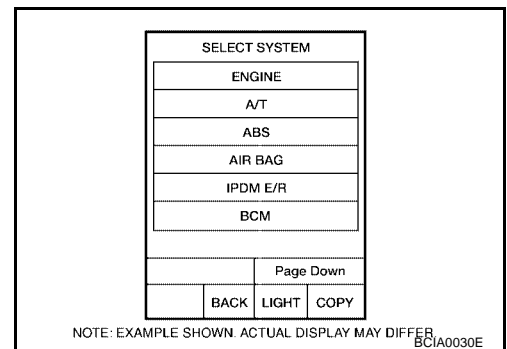 SELECT SYSTEM
ENGINE
A/T
ABS
AIR BAG
IPDM E/R
BCM
Page Down
BACK LIGHT COPY
NOTE: EXAMPLE SHOWN. ACTUAL DISPLAY MAY DIFFER
BCIA0030E